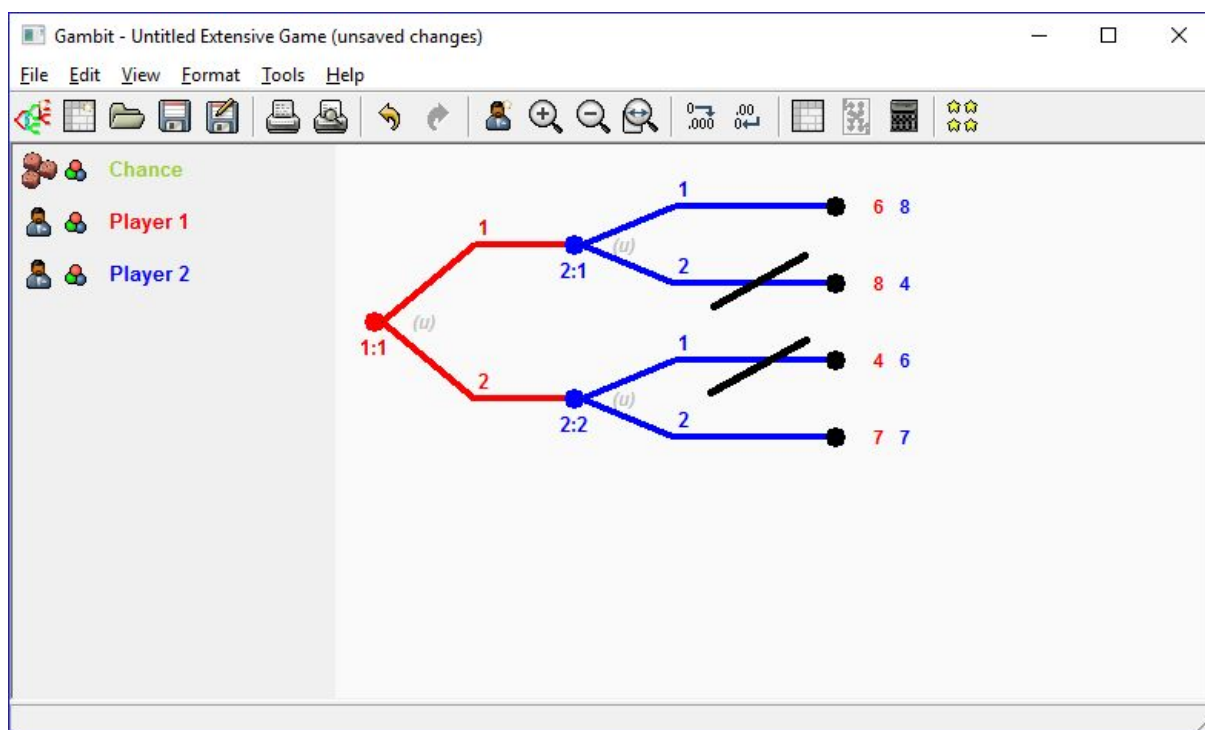 Gambit - Untitled Extensive Game (unsaved changes)
File Edit View Format Tools Help
0 .000 .00 0
Chance
Player 1
Player 2
1
1:1
(u)
2
1
2:1
(u)
2
1
2:2
(u)
2
6 8
8 4
4 6
7 7